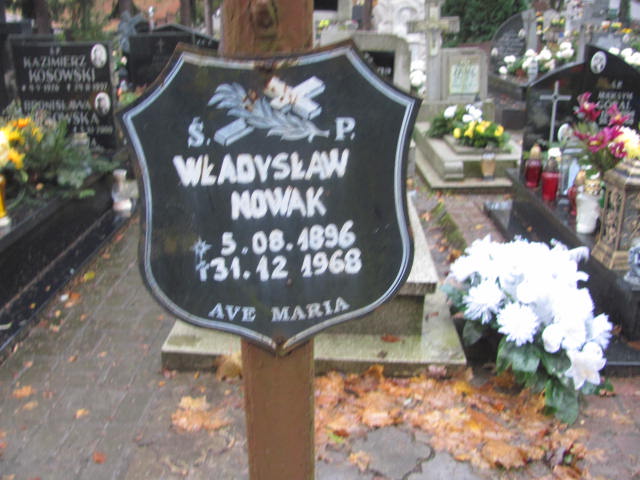 Ś. P.
WŁADYSŁAW
NOWAK
* 5.08.1896
† 31.12.1968
AVE MARIA
Ś.P.
KAZIMIERZ
KOSOWSKI
Ś.P.